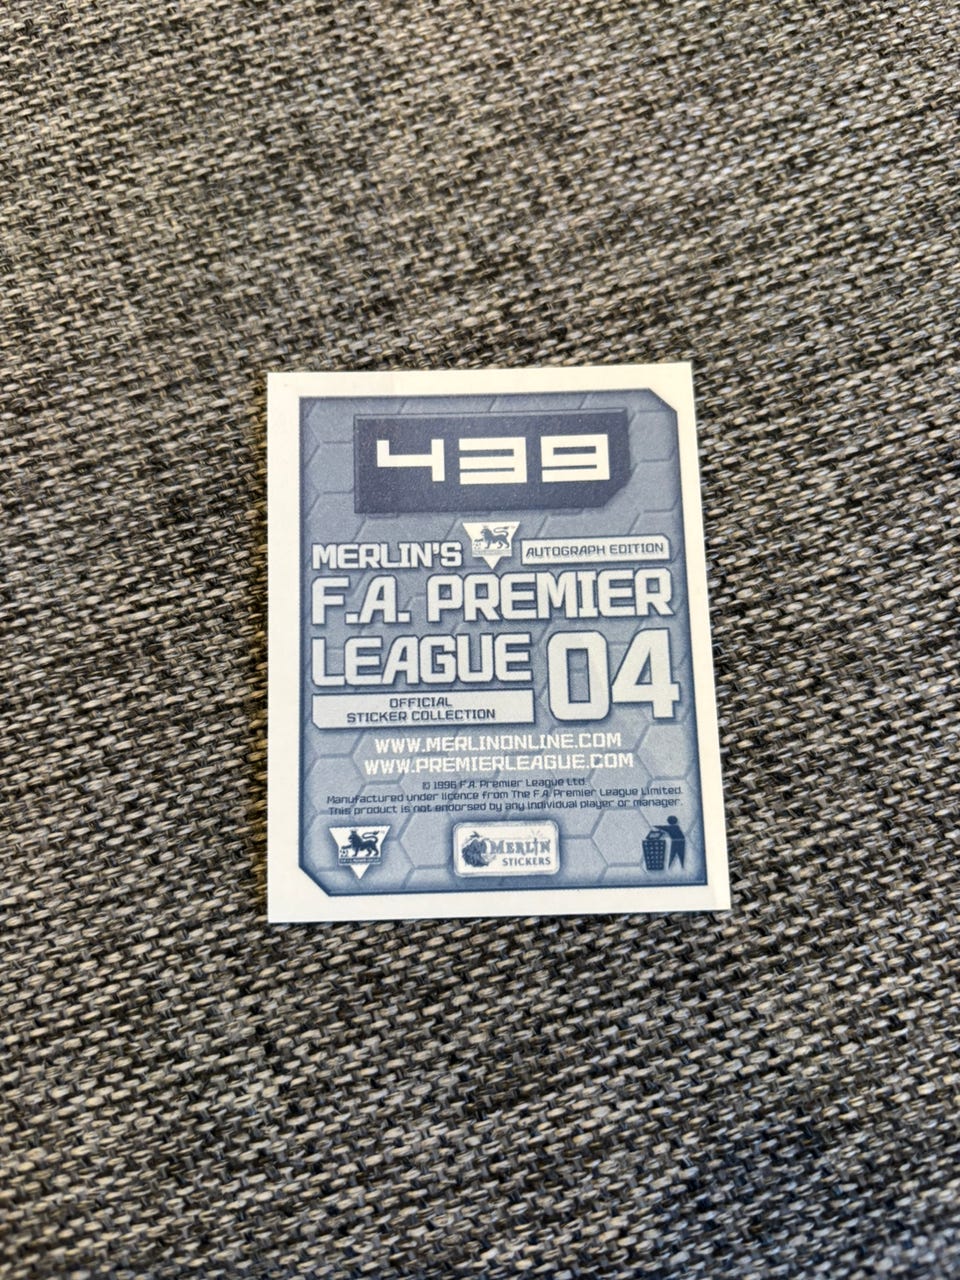 439
MERLIN'S
AUTOGRAPH EDITION
F.A. PREMIER
LEAGUE 04
OFFICIAL
STICKER COLLECTION
WWW.MERLINONLINE.COM
WWW.PREMIERLEAGUE.COM
© 1996 F.A. Premier League Ltd.
Manufactured under licence from The F.A. Premier League Limited.
This product is not endorsed by any individual player or manager.
MERLIN
STICKERS